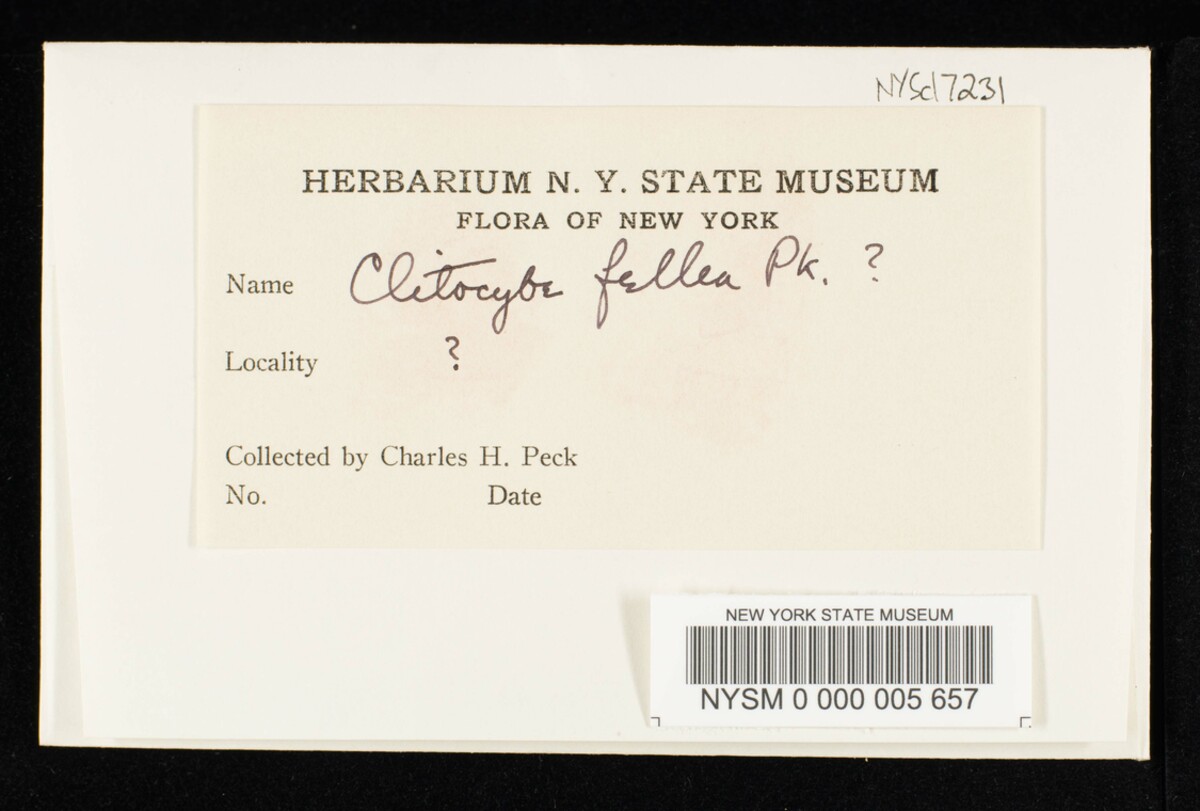 NYSd7231
HERBARIUM N. Y. STATE MUSEUM
FLORA OF NEW YORK
Name Clitocybe fellea Pk. ?
Locality ?
Collected by Charles H. Peck
No. Date
NEW YORK STATE MUSEUM
NYSM 0 000 005 657